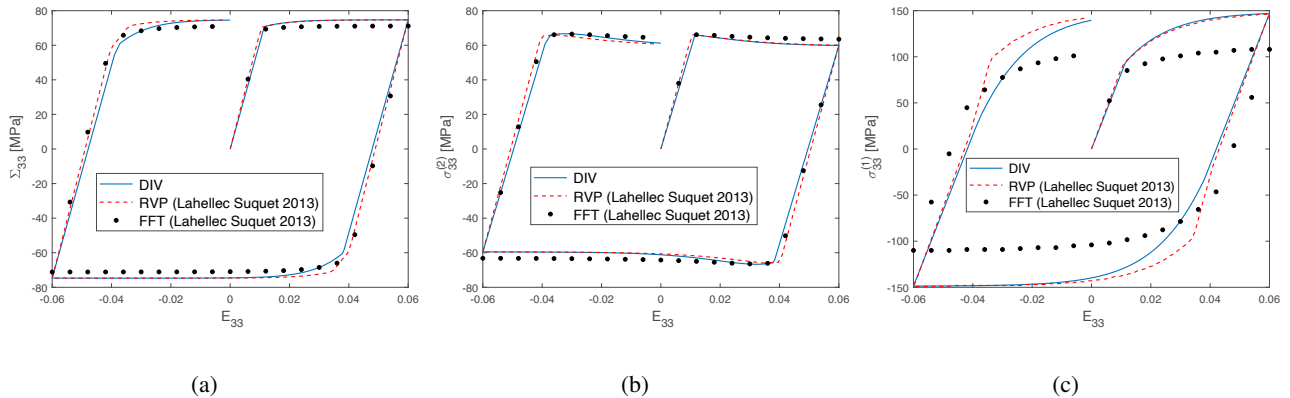 80
60
40
20
0
-20
-40
-60
-80
Σ33 [MPa]
DIV
RVP (Lahellec Suquet 2013)
FFT (Lahellec Suquet 2013)
-0.06 -0.04 -0.02 0 0.02 0.04 0.06
E33
(a)
80
60
40
20
0
-20
-40
-60
-80
σ33(2) [MPa]
DIV
RVP (Lahellec Suquet 2013)
FFT (Lahellec Suquet 2013)
-0.06 -0.04 -0.02 0 0.02 0.04 0.06
E33
(b)
150
100
50
0
-50
-100
-150
σ33(1) [MPa]
DIV
RVP (Lahellec Suquet 2013)
FFT (Lahellec Suquet 2013)
-0.06 -0.04 -0.02 0 0.02 0.04 0.06
E33
(c)